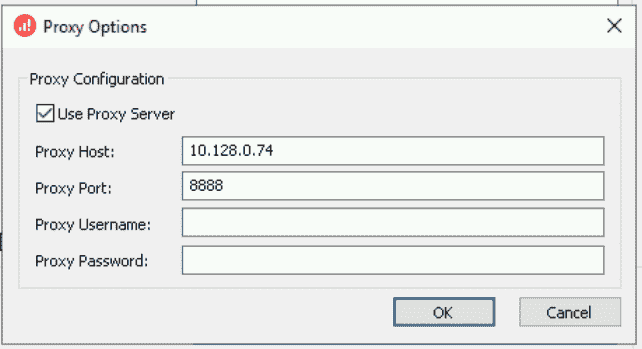 Proxy Options
Proxy Configuration
Use Proxy Server
Proxy Host: 10.128.0.74
Proxy Port: 8888
Proxy Username:
Proxy Password:
OK Cancel